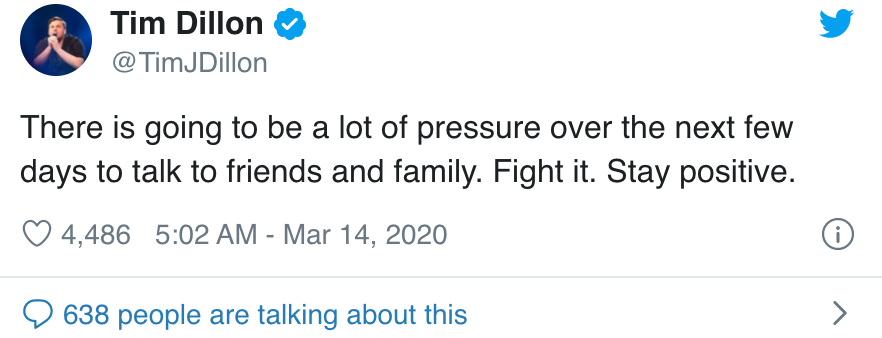 Tim Dillon
@TimJDillon
There is going to be a lot of pressure over the next few
days to talk to friends and family. Fight it. Stay positive.
4,486 5:02 AM - Mar 14, 2020
638 people are talking about this